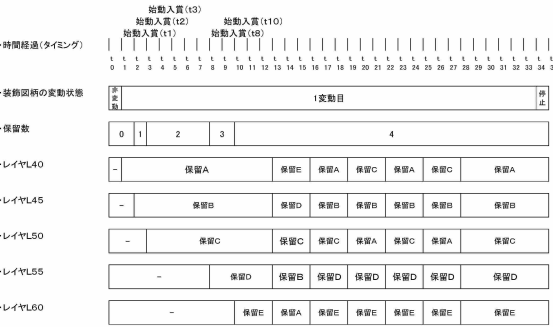 始動入賞(t3)
始動入賞(t2) 始動入賞(t10)
始動入賞(t1) 始動入賞(t8)
・時間経過(タイミング)
t t t t t t t t t t t t t t t t t t t t t t t t t t t t t t t t t t t
0 1 2 3 4 5 6 7 8 9 10 11 12 13 14 15 16 17 18 19 20 21 22 23 24 25 26 27 28 29 30 31 32 33 34
・装飾図柄の変動状態 非変動 1変動目 停止
・保留数 0 1 2 3 4
・レイヤL40 - 保留A 保留E 保留A 保留C 保留A 保留C 保留A
・レイヤL45 - 保留B 保留D 保留B 保留B 保留B 保留B 保留B
・レイヤL50 - 保留C 保留C 保留C 保留A 保留C 保留A 保留C
・レイヤL55 - 保留D 保留B 保留D 保留D 保留D 保留D 保留D
・レイヤL60 - 保留E 保留A 保留E 保留E 保留E 保留E 保留E